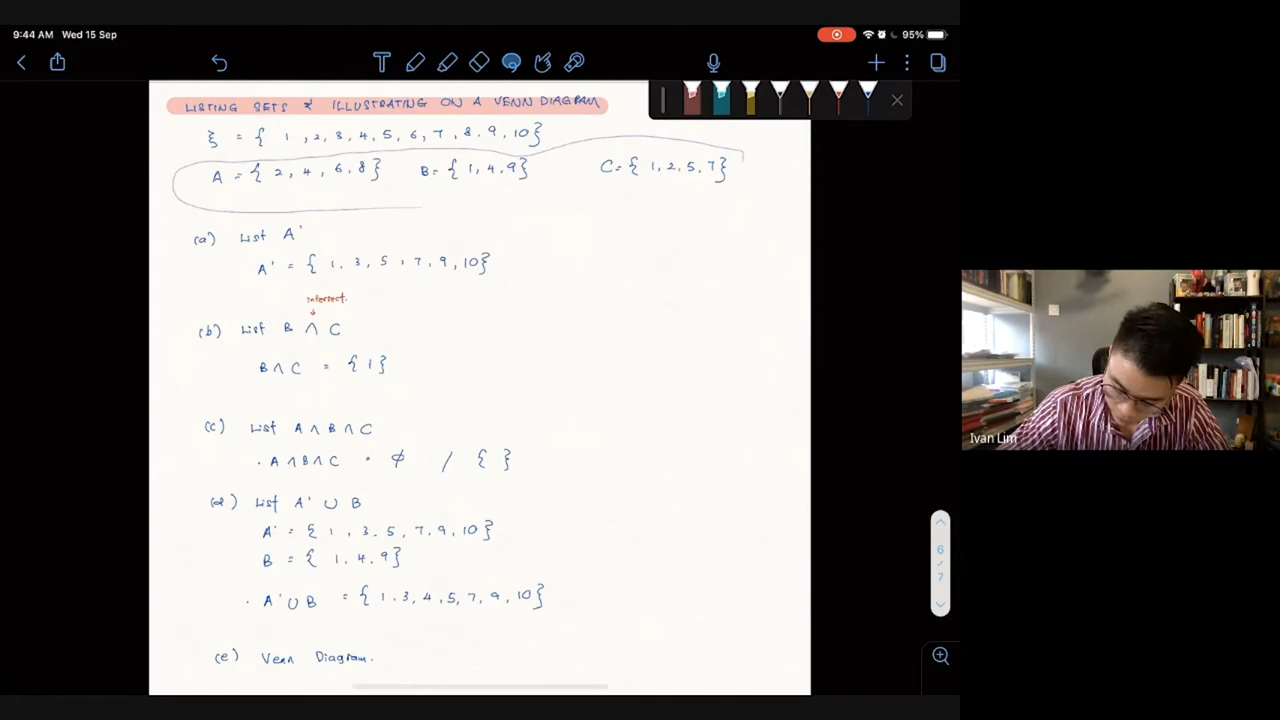 9:44 AM Wed 15 Sep 95%
LISTING SETS & ILLUSTRATING ON A VENN DIAGRAM
ξ = { 1, 2, 3, 4, 5, 6, 7, 8, 9, 10}
A = { 2, 4, 6, 8} B = { 1, 4, 9} C = { 1, 2, 5, 7}
(a) List A'
A' = { 1, 3, 5, 7, 9, 10}
intersect.
↓
(b) List B ∩ C
B ∩ C = { 1}
(c) List A ∩ B ∩ C
. A ∩ B ∩ C = ϕ / { }
(d) List A' ∪ B
A' = { 1, 3, 5, 7, 9, 10}
B = { 1, 4, 9}
. A' ∪ B = { 1, 3, 4, 5, 7, 9, 10}
(e) Venn Diagram.
6
/
7
Ivan Lim